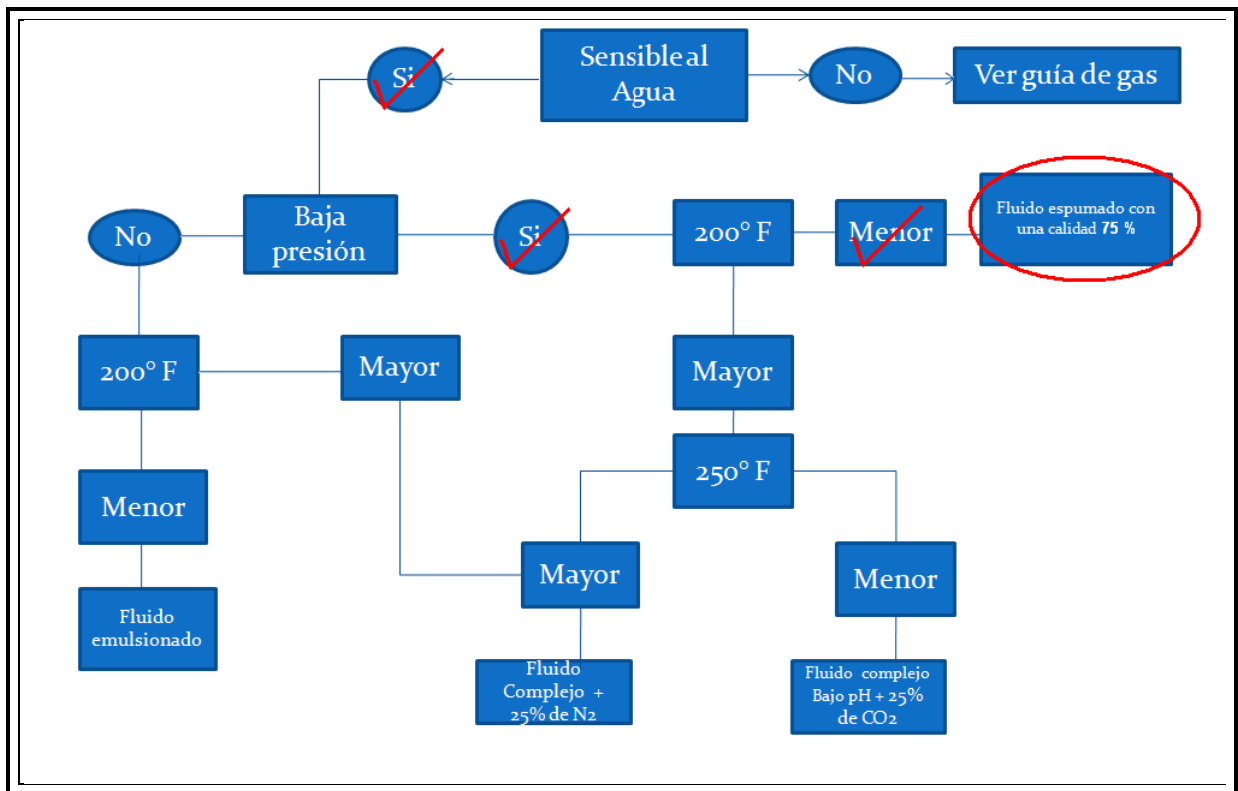 Si
Sensible al
Agua
No
Ver guía de gas
No
Baja
presión
Si
200° F
Menor
Fluido espumado con
una calidad 75 %
200° F
Mayor
Mayor
Menor
250° F
Mayor
Menor
Fluido
emulsionado
Fluido
Complejo +
25% de N2
Fluido complejo
Bajo pH + 25%
de CO2